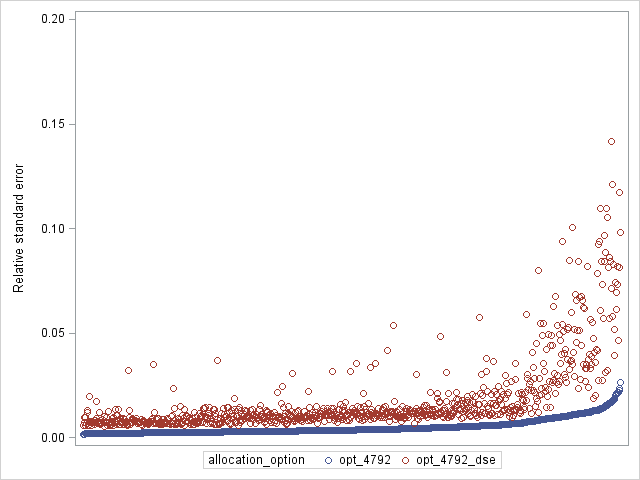 0.20
0.15
0.10
0.05
0.00
Relative standard error
allocation_option opt_4792 opt_4792_dse